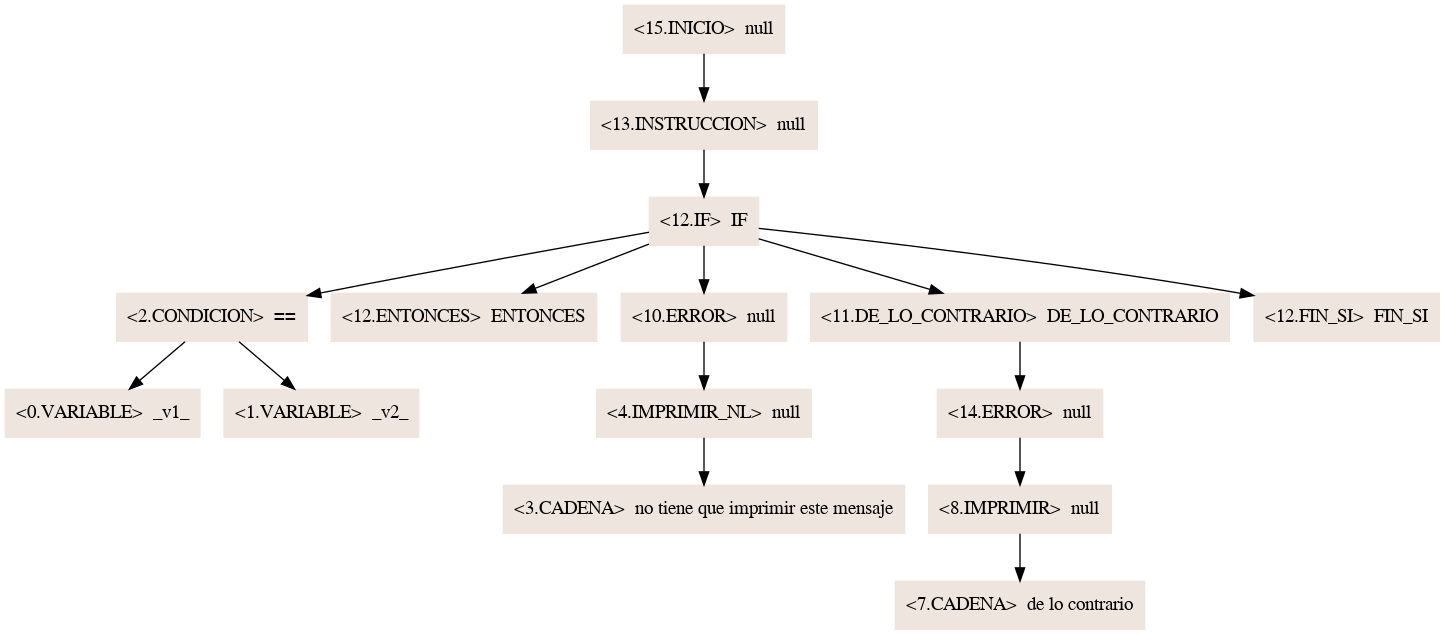 <15.INICIO> null
<13.INSTRUCCION> null
<12.IF> IF
<2.CONDICION> ==
<12.ENTONCES> ENTONCES
<10.ERROR> null
<11.DE_LO_CONTRARIO> DE_LO_CONTRARIO
<12.FIN_SI> FIN_SI
<0.VARIABLE> _v1_
<1.VARIABLE> _v2_
<4.IMPRIMIR_NL> null
<14.ERROR> null
<3.CADENA> no tiene que imprimir este mensaje
<8.IMPRIMIR> null
<7.CADENA> de lo contrario